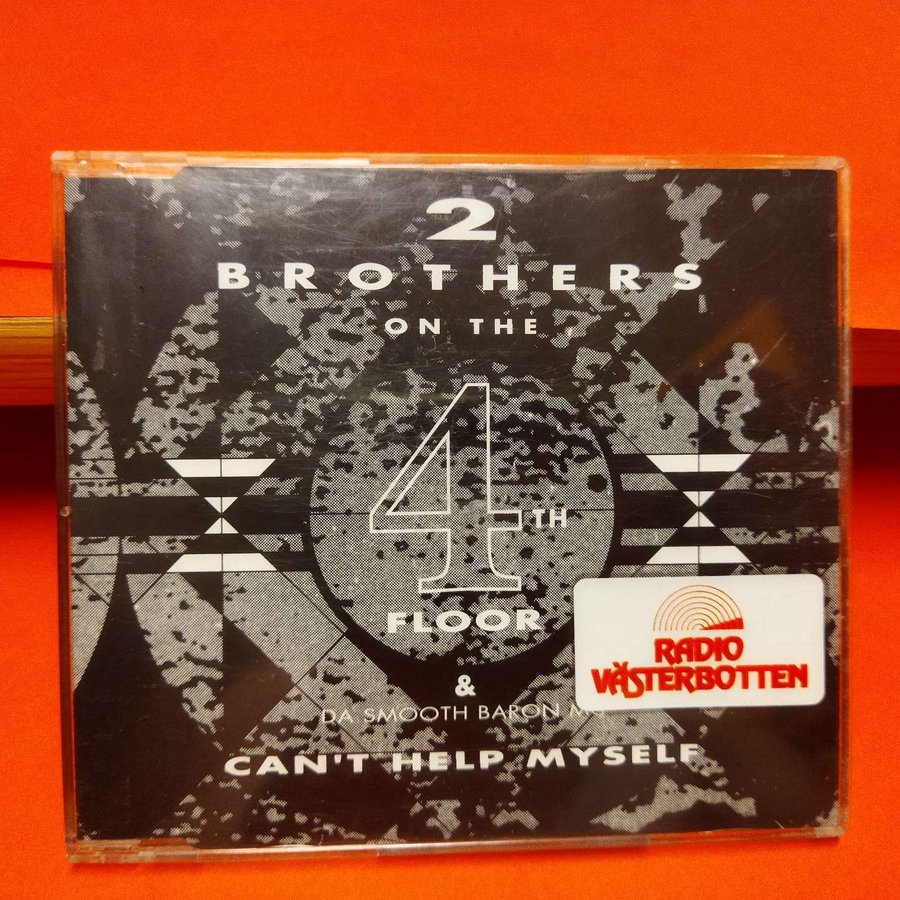 2
BROTHERS
ON THE
4TH
FLOOR
&
DA SMOOTH BARON
CAN'T HELP MYSELF
RADIO
VÄSTERBOTTEN